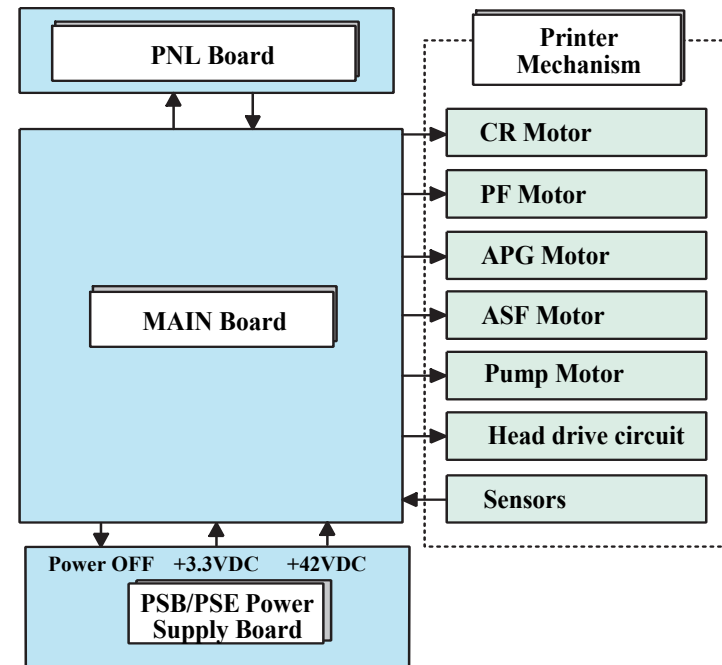 PNL Board
Printer
Mechanism
CR Motor
PF Motor
APG Motor
ASF Motor
MAIN Board
Pump Motor
Head drive circuit
Sensors
Power OFF +3.3VDC +42VDC
PSB/PSE Power
Supply Board